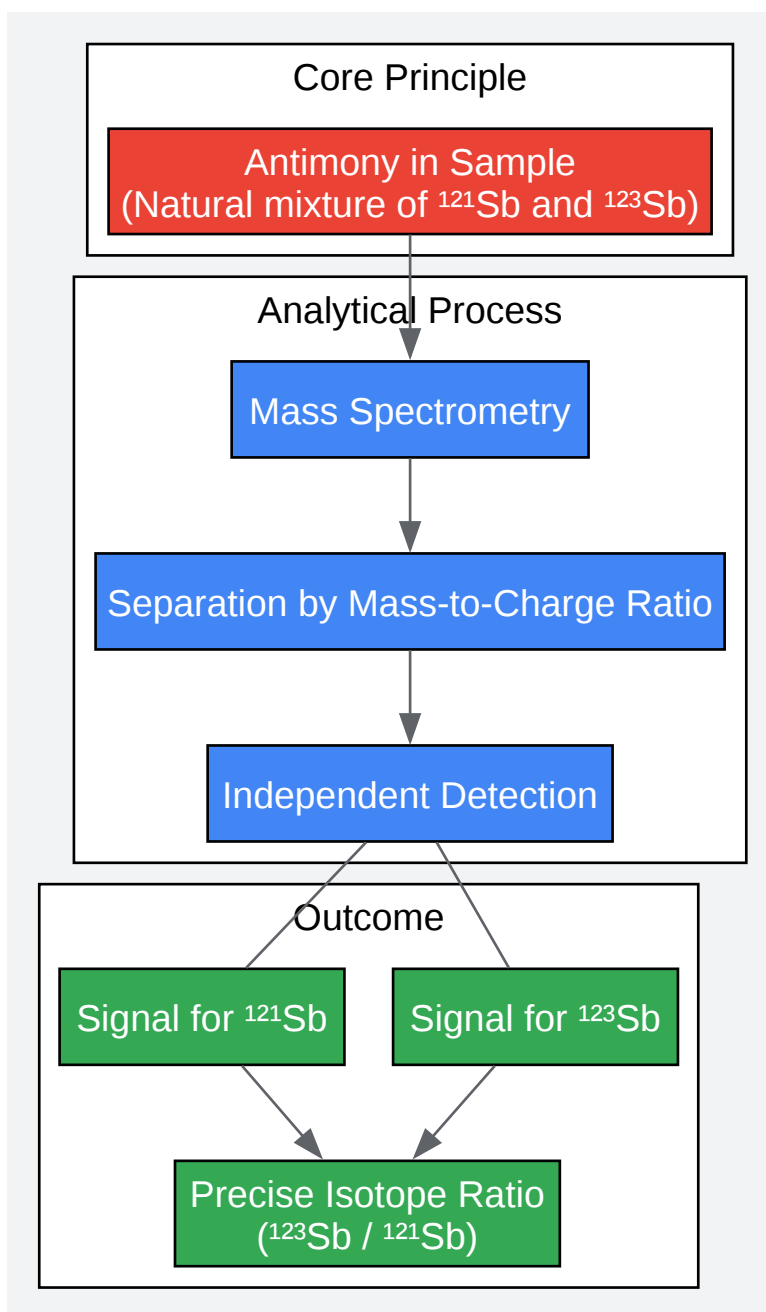 Core Principle
Antimony in Sample
(Natural mixture of ¹²¹Sb and ¹²³Sb)
Analytical Process
Mass Spectrometry
Separation by Mass-to-Charge Ratio
Independent Detection
Outcome
Signal for ¹²¹Sb
Signal for ¹²³Sb
Precise Isotope Ratio
(¹²³Sb / ¹²¹Sb)